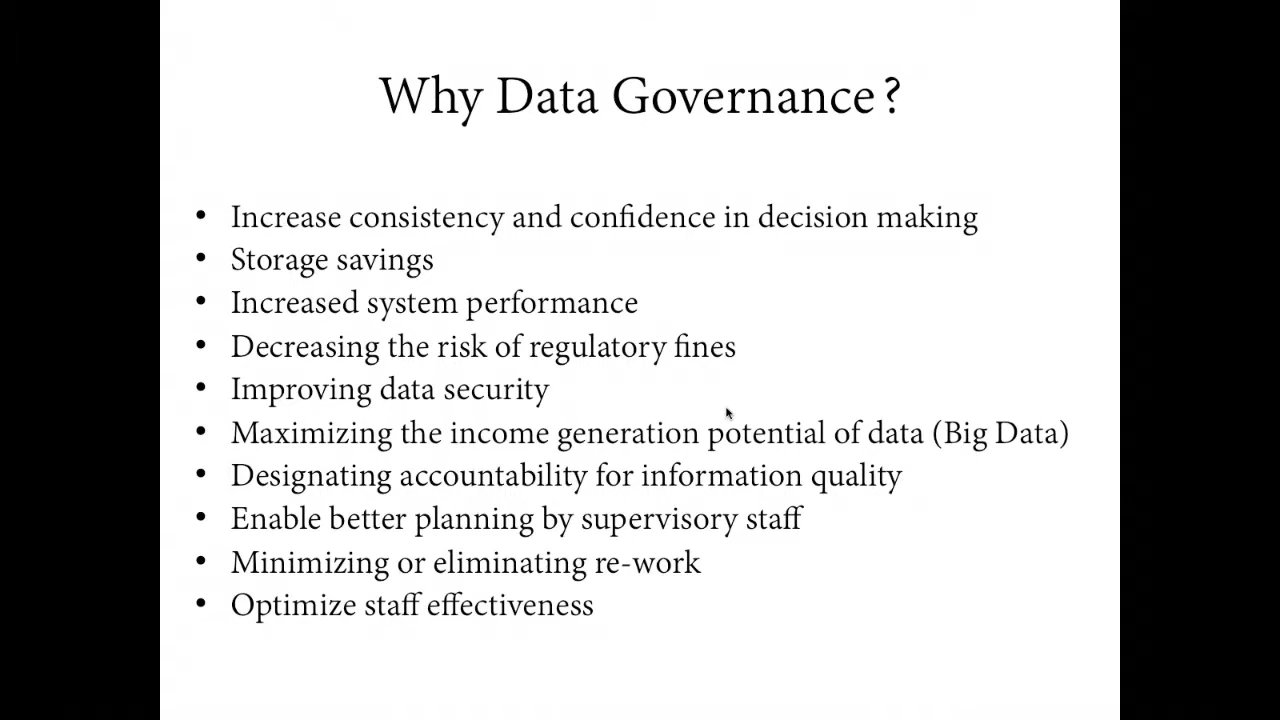 Why Data Governance?
• Increase consistency and confidence in decision making
• Storage savings
• Increased system performance
• Decreasing the risk of regulatory fines
• Improving data security
• Maximizing the income generation potential of data (Big Data)
• Designating accountability for information quality
• Enable better planning by supervisory staff
• Minimizing or eliminating re-work
• Optimize staff effectiveness